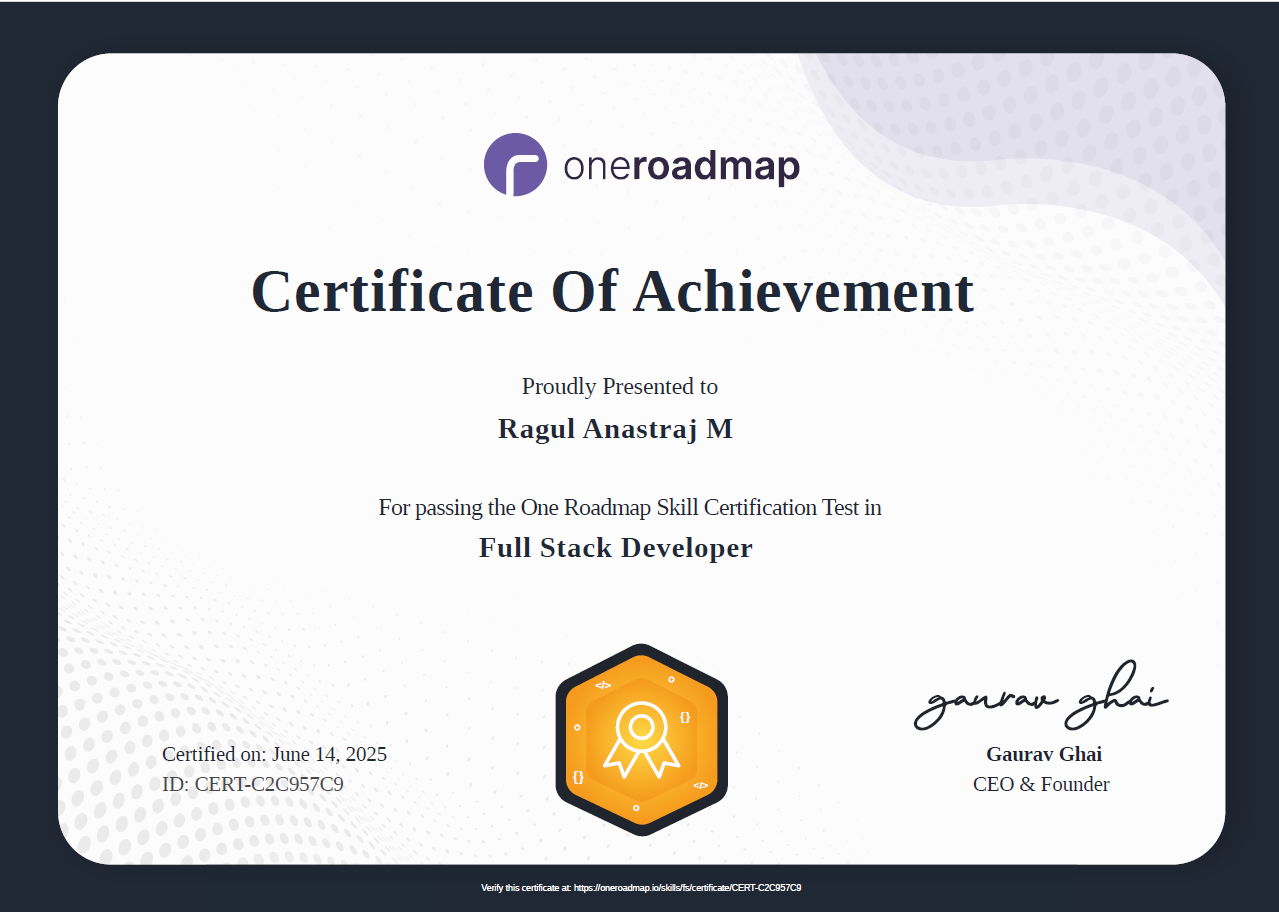 oneroadmap
Certificate Of Achievement
Proudly Presented to
Ragul Anastraj M
For passing the One Roadmap Skill Certification Test in
Full Stack Developer
</>
{}
{}
</>
gaurav ghai
Certified on: June 14, 2025
ID: CERT-C2C957C9
Gaurav Ghai
CEO & Founder
Verify this certificate at: https://oneroadmap.io/skills/fs/certificate/CERT-C2C957C9